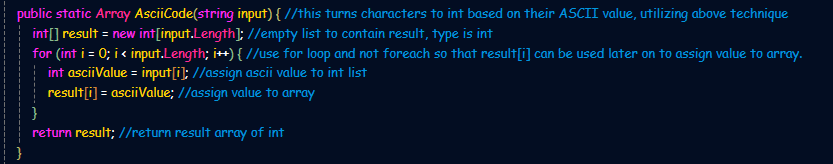 public static Array AsciiCode(string input) { //this turns characters to int based on their ASCII value, utilizing above technique
int[] result = new int[input.Length]; //empty list to contain result, type is int
for (int i = 0; i < input.Length; i++) { //use for loop and not foreach so that result[i] can be used later on to assign value to array.
int asciiValue = input[i]; //assign ascii value to int list
result[i] = asciiValue; //assign value to array
}
return result; //return result array of int
}